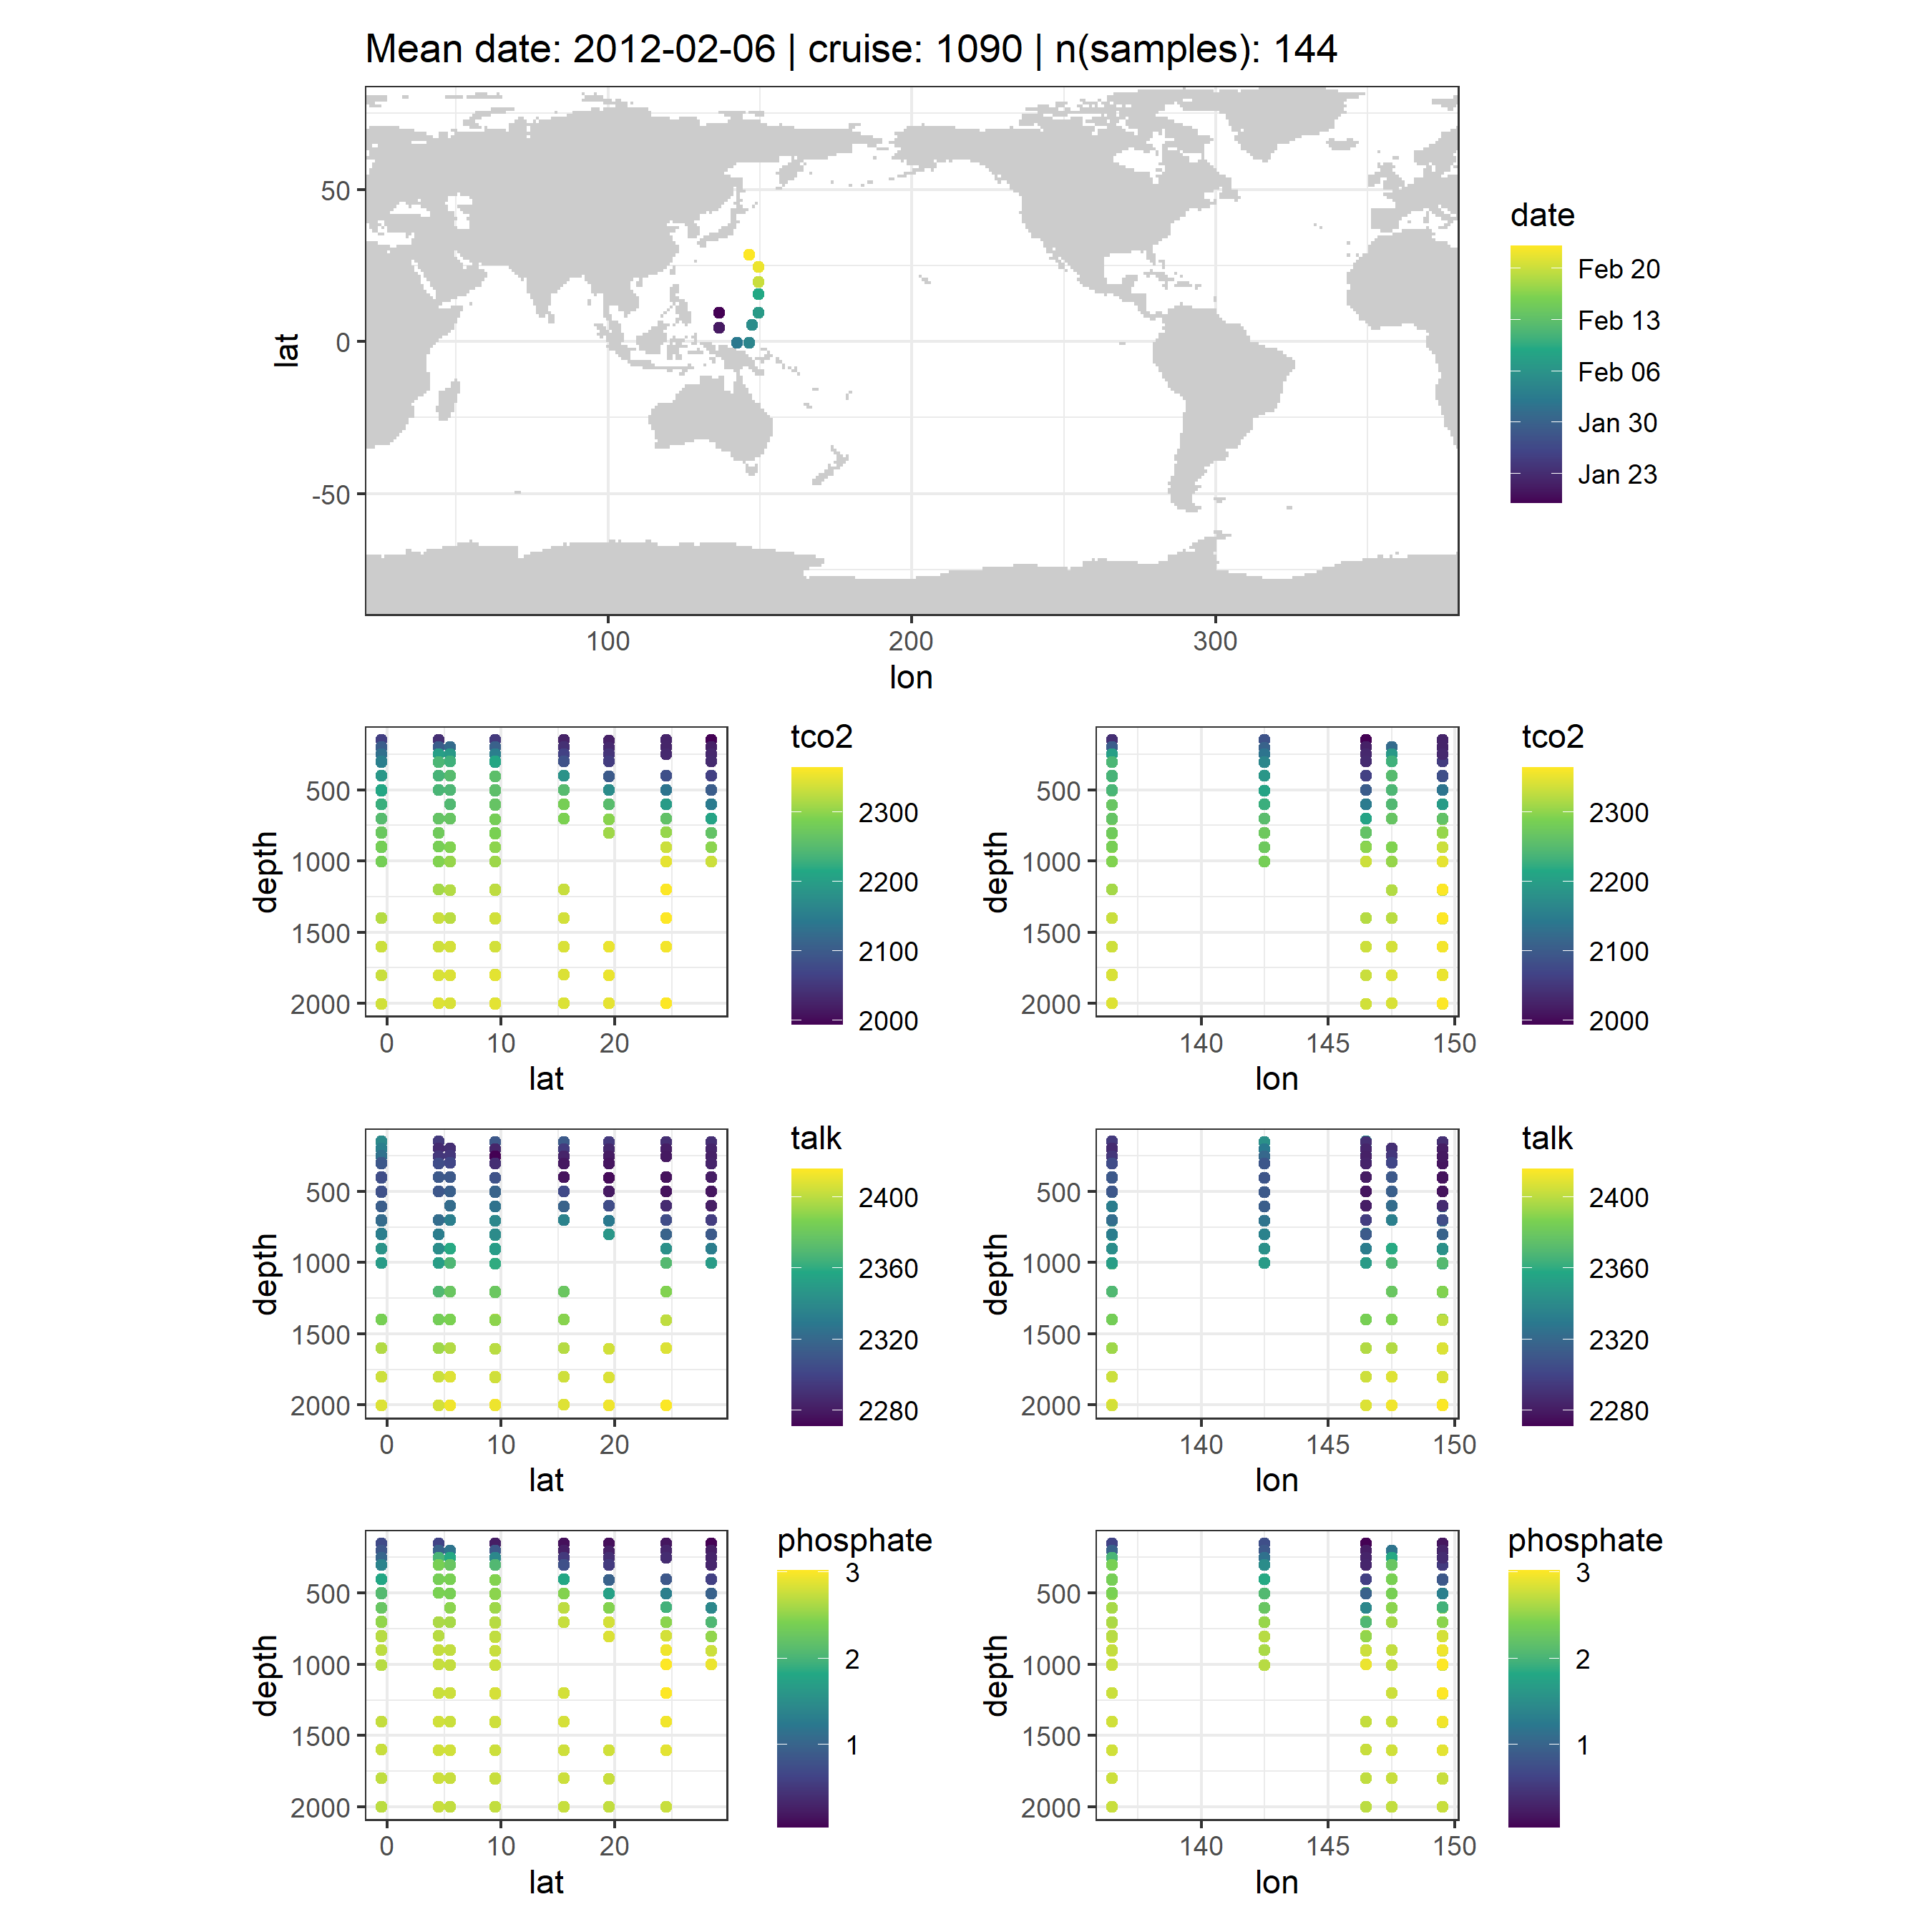 Mean date: 2012-02-06 | cruise: 1090 | n(samples): 144
50
0
-50
lat
100 200 300
lon
date
Feb 20
Feb 13
Feb 06
Jan 30
Jan 23
500
1000
1500
2000
depth
0 10 20
lat
tco2
2300
2200
2100
2000
500
1000
1500
2000
depth
140 145 150
lon
tco2
2300
2200
2100
2000
500
1000
1500
2000
depth
0 10 20
lat
talk
2400
2360
2320
2280
500
1000
1500
2000
depth
140 145 150
lon
talk
2400
2360
2320
2280
500
1000
1500
2000
depth
0 10 20
lat
phosphate
3
2
1
500
1000
1500
2000
depth
140 145 150
lon
phosphate
3
2
1